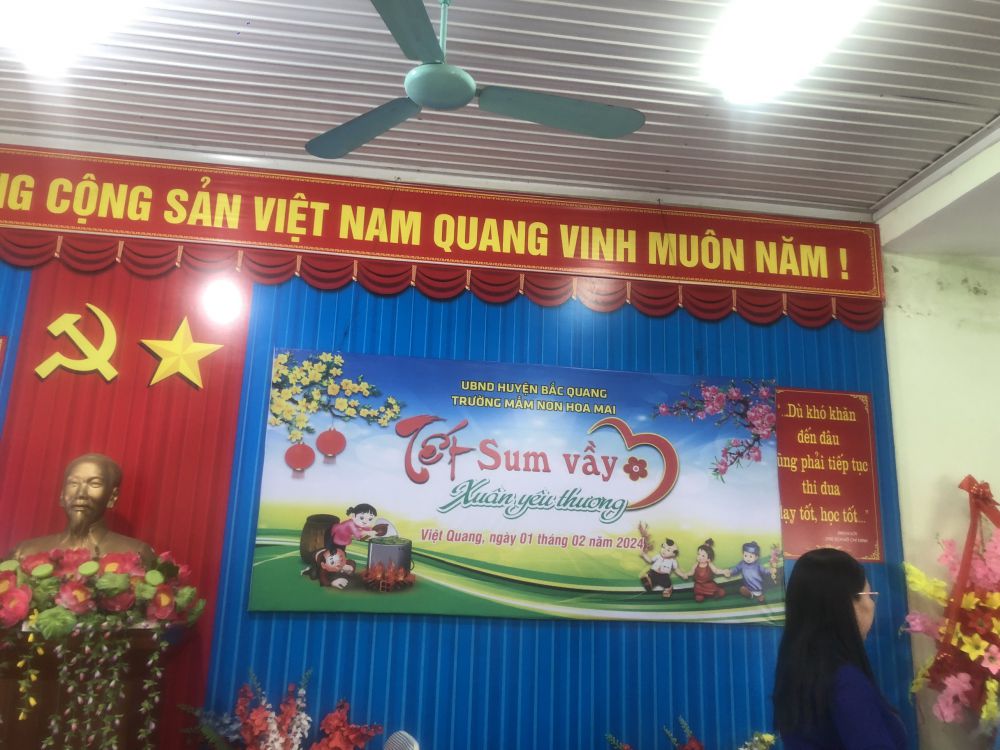 NG CỘNG SẢN VIỆT NAM QUANG VINH MUÔN NĂM !
UBND HUYỆN BẮC QUANG
TRƯỜNG MẦM NON HOA MAI
Tết Sum vầy
Xuân yêu thương
Việt Quang, ngày 01 tháng 02 năm 2024
"...Dù khó khăn
đến đâu
ũng phải tiếp tục
thi đua
dạy tốt, học tốt..."